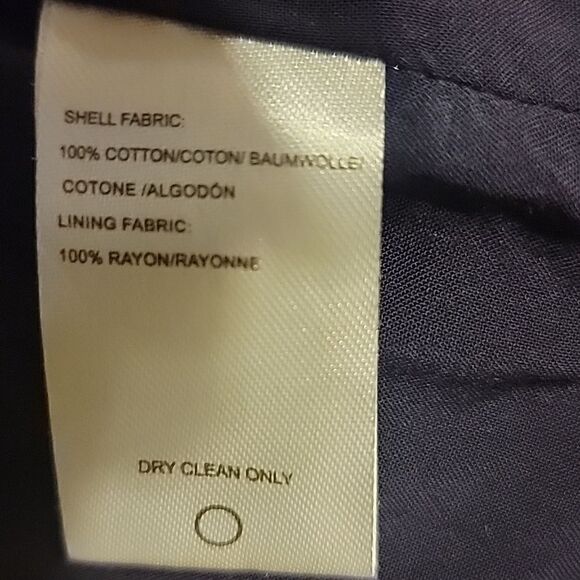 SHELL FABRIC:
100% COTTON/COTON/ BAUMWOLLE/
COTONE /ALGODÓN
LINING FABRIC:
100% RAYON/RAYONNE
DRY CLEAN ONLY